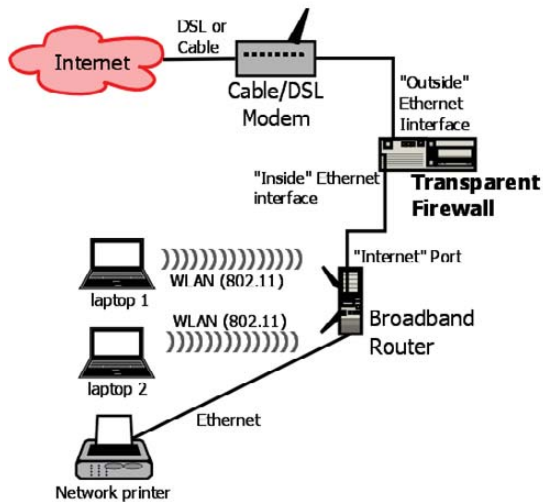 DSL or
Cable
Internet
Cable/DSL
Modem
"Outside"
Ethernet
Iinterface
"Inside" Ethernet
interface
Transparent
Firewall
"Internet" Port
WLAN (802.11)
laptop 1
WLAN (802.11)
Broadband
Router
laptop 2
Ethernet
Network printer